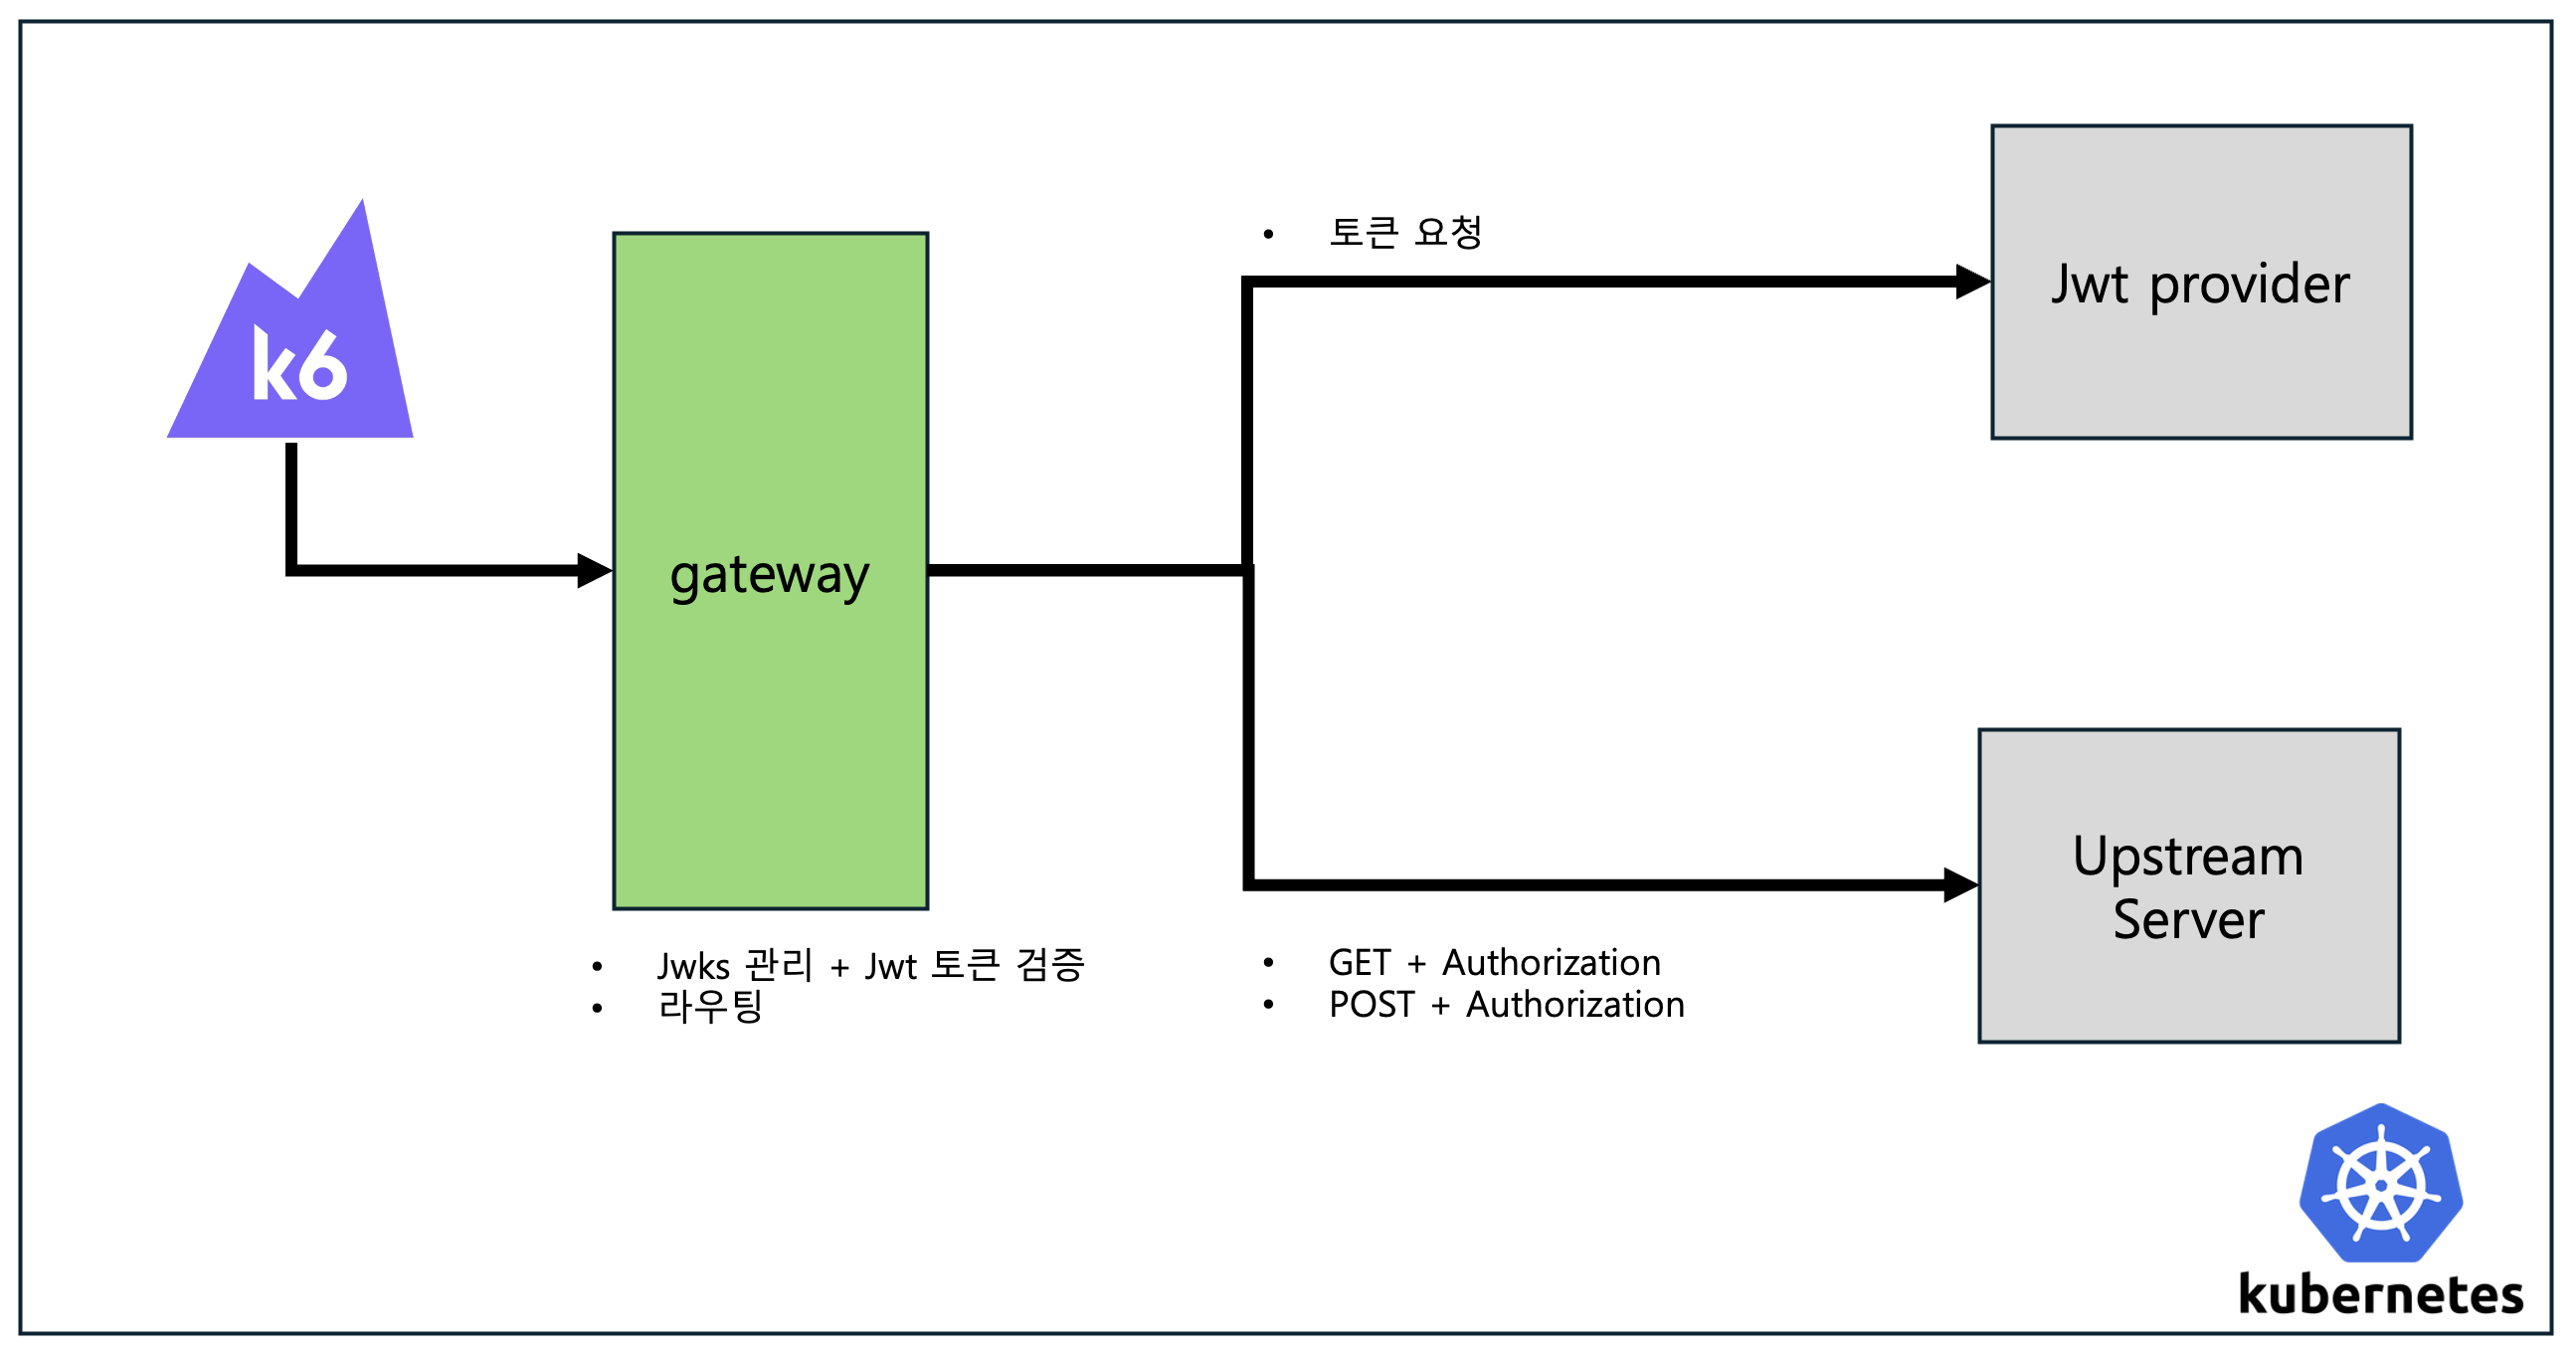 k6
gateway
• Jwks 관리 + Jwt 토큰 검증
• 라우팅
• 토큰 요청
Jwt provider
• GET + Authorization
• POST + Authorization
Upstream
Server
kubernetes